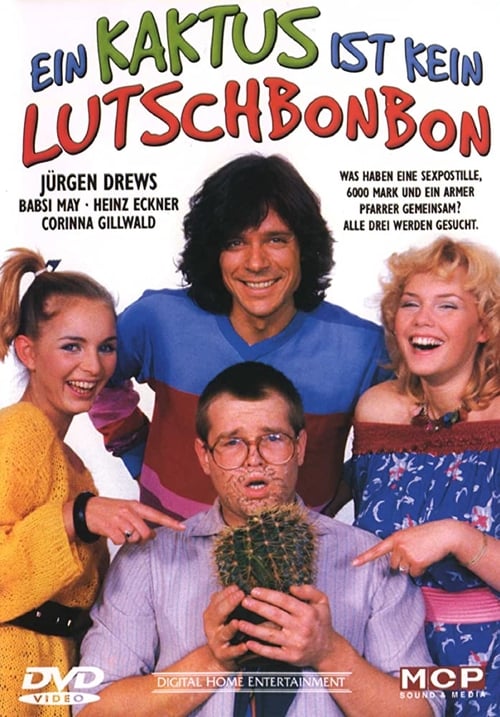 EIN KAKTUS IST KEIN
LUTSCHBONBON
JÜRGEN DREWS
BABSI MAY · HEINZ ECKNER
CORINNA GILLWALD
WAS HABEN EINE SEXPOSTILLE,
6000 MARK UND EIN ARMER
PFARRER GEMEINSAM?
ALLE DREI WERDEN GESUCHT.
DVD
VIDEO
DIGITAL HOME ENTERTAINMENT
MCP
SOUND & MEDIA